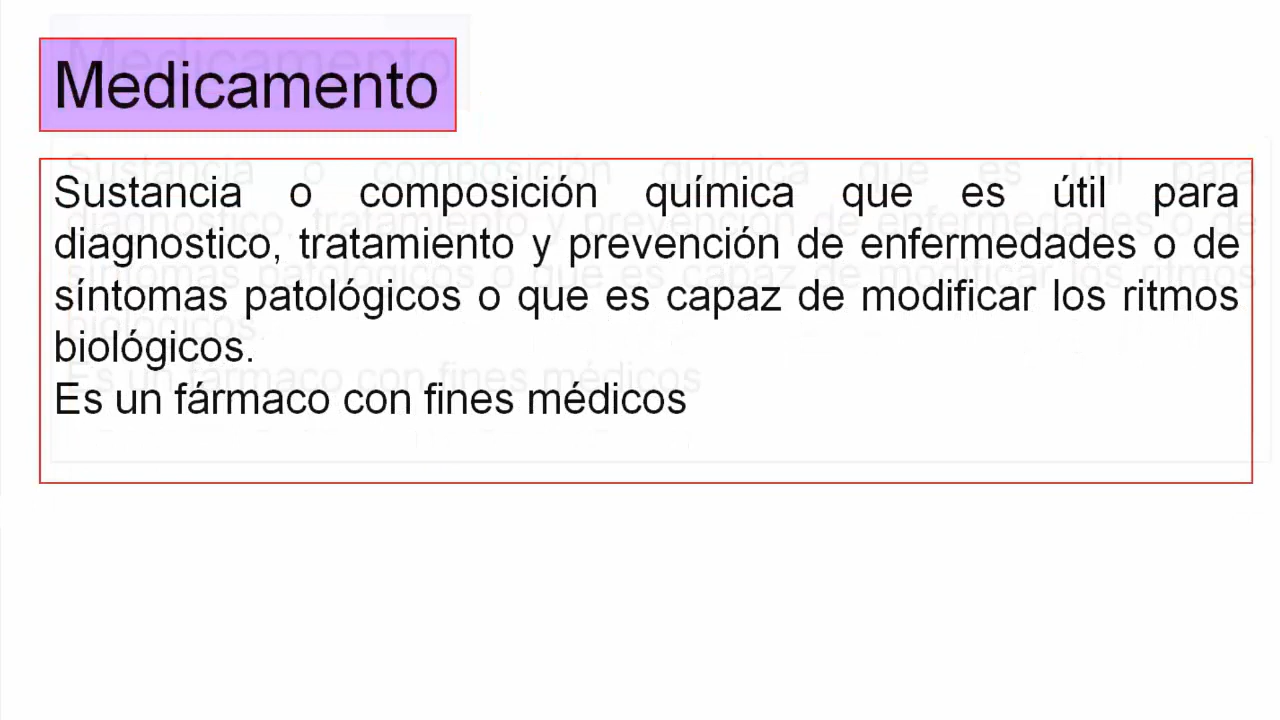 Medicamento
Sustancia o composición química que es útil para
diagnostico, tratamiento y prevención de enfermedades o de
síntomas patológicos o que es capaz de modificar los ritmos
biológicos.
Es un fármaco con fines médicos